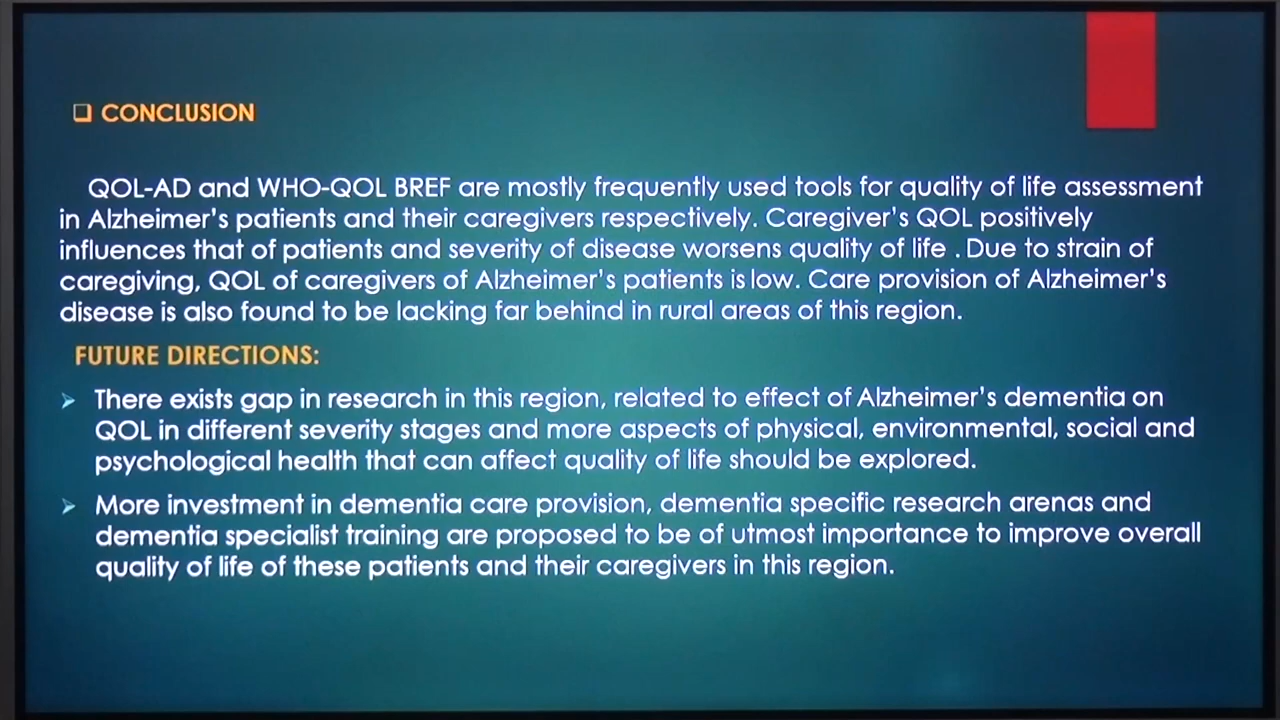 ❑ CONCLUSION
QOL-AD and WHO-QOL BREF are mostly frequently used tools for quality of life assessment
in Alzheimer's patients and their caregivers respectively. Caregiver's QOL positively
influences that of patients and severity of disease worsens quality of life . Due to strain of
caregiving, QOL of caregivers of Alzheimer's patients is low. Care provision of Alzheimer's
disease is also found to be lacking far behind in rural areas of this region.
FUTURE DIRECTIONS:
➢ There exists gap in research in this region, related to effect of Alzheimer's dementia on
QOL in different severity stages and more aspects of physical, environmental, social and
psychological health that can affect quality of life should be explored.
➢ More investment in dementia care provision, dementia specific research arenas and
dementia specialist training are proposed to be of utmost importance to improve overall
quality of life of these patients and their caregivers in this region.